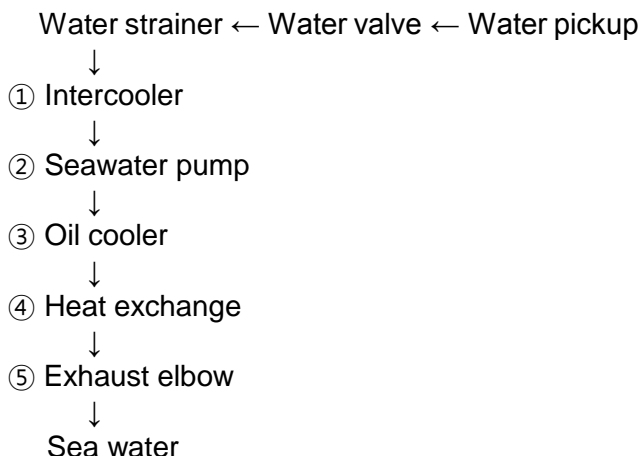 Water strainer ← Water valve ← Water pickup
↓
① Intercooler
↓
② Seawater pump
↓
③ Oil cooler
↓
④ Heat exchange
↓
⑤ Exhaust elbow
↓
Sea water